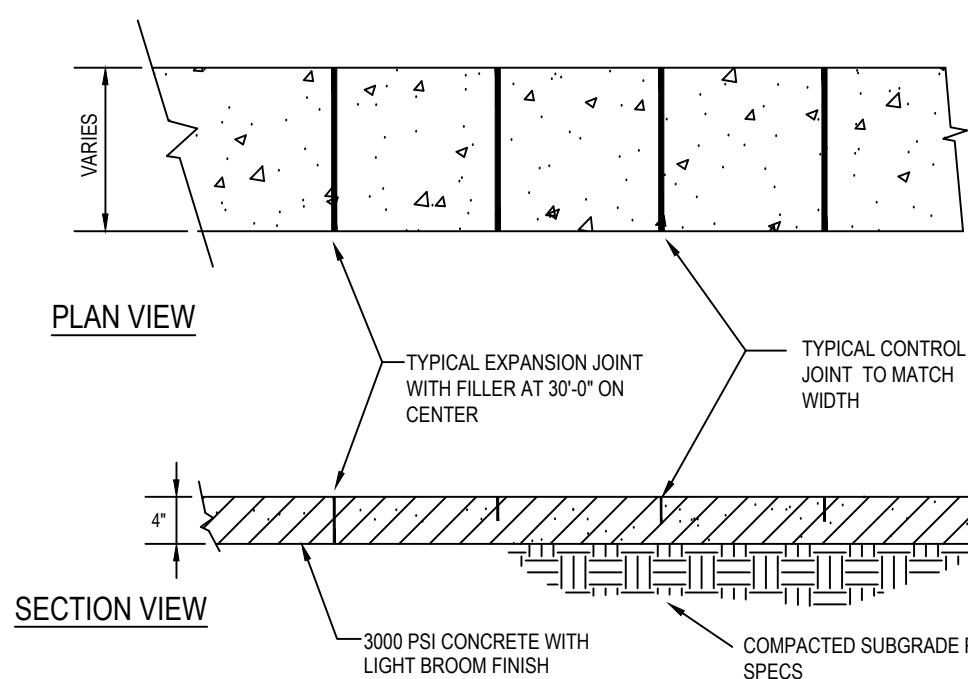 VARIES
PLAN VIEW
TYPICAL EXPANSION JOINT
WITH FILLER AT 30'-0" ON
CENTER
TYPICAL CONTROL
JOINT TO MATCH
WIDTH
4"
SECTION VIEW
3000 PSI CONCRETE WITH
LIGHT BROOM FINISH
COMPACTED SUBGRADE
SPECS